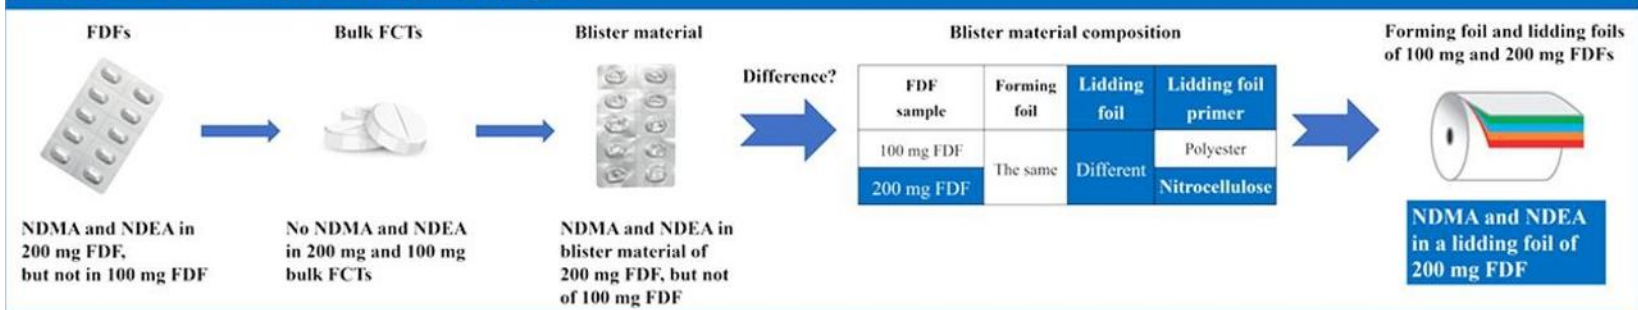 FDFs
NDMA and NDEA in
200 mg FDF,
but not in 100 mg FDF
Bulk FCTs
No NDMA and NDEA
in 200 mg and 100 mg
bulk FCTs
Blister material
NDMA and NDEA in
blister material of
200 mg FDF, but not
of 100 mg FDF
Difference?
Blister material composition
FDF
sample
Forming
foil
Lidding
foil
Lidding foil
primer
100 mg FDF
The same
Different
Polyester
200 mg FDF
Nitrocellulose
Forming foil and lidding foils
of 100 mg and 200 mg FDFs
NDMA and NDEA
in a lidding foil of
200 mg FDF